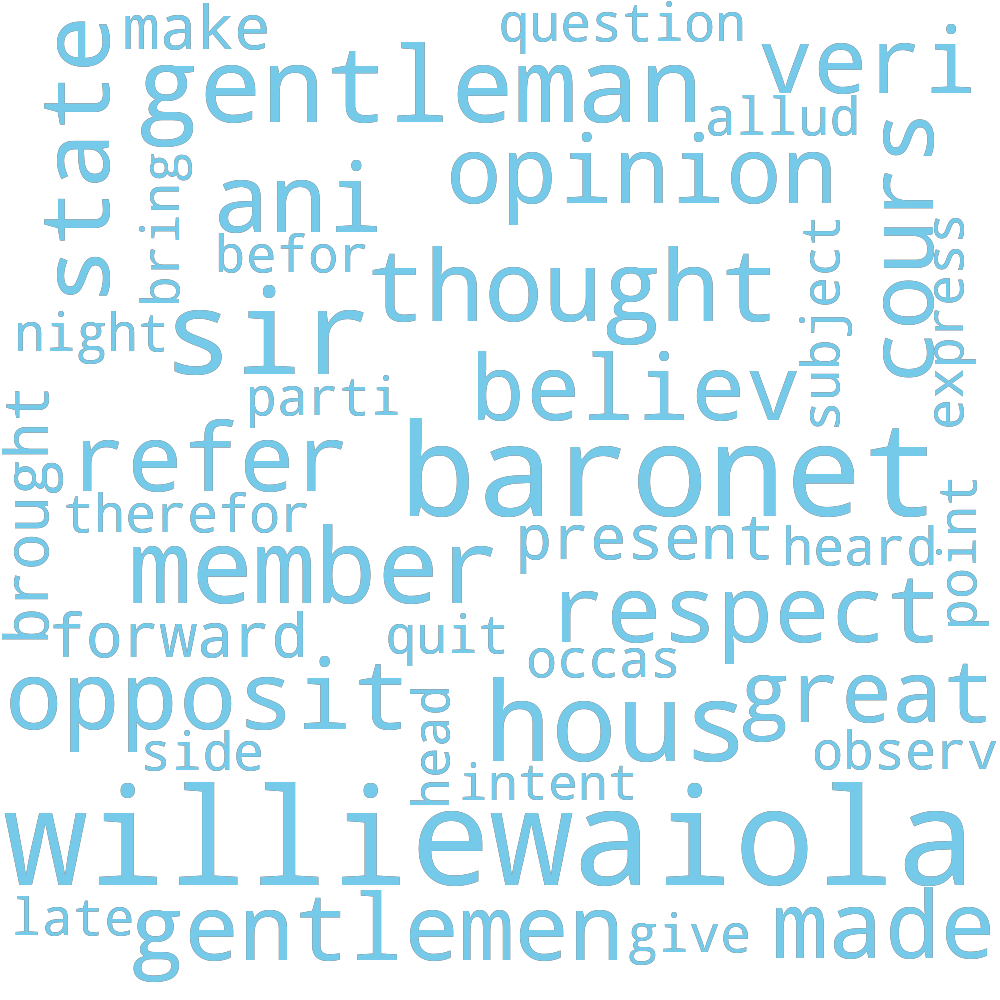 make
question
state
gentleman
veri
allud
cours
bring
ani
opinion
befor
thought
subject
express
night
sir
parti
believ
brought
refer
baronet
therefor
member
present
heard
point
forward
quit
respect
occas
opposit
head
hous
great
side
intent
observ
williewaiola
late
gentlemen
give
made